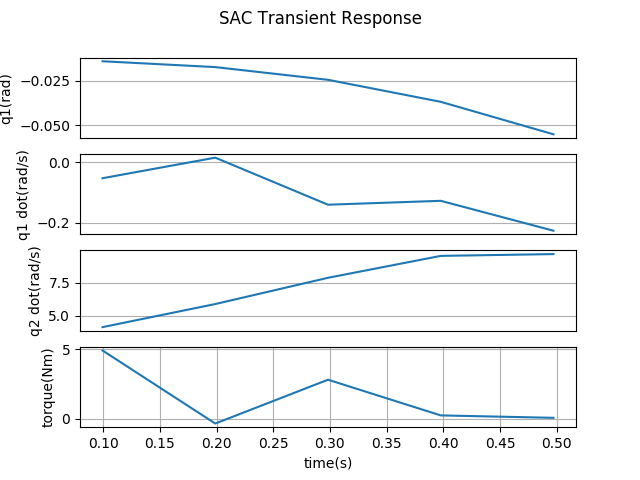 SAC Transient Response
q1(rad)
−0.025
−0.050
q1 dot(rad/s)
0.0
−0.2
q2 dot(rad/s)
7.5
5.0
torque(Nm)
5
0
0.10 0.15 0.20 0.25 0.30 0.35 0.40 0.45 0.50
time(s)